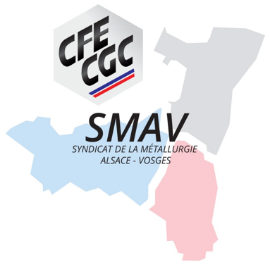 CFE
CGC
SMAV
SYNDICAT DE LA MÉTALLURGIE
ALSACE - VOSGES